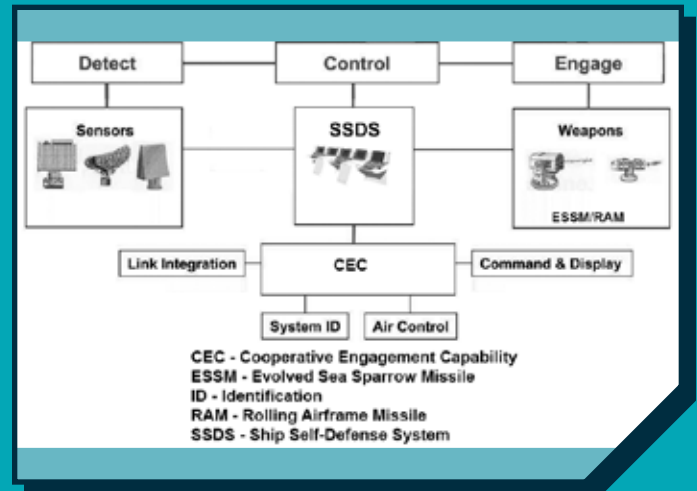 Detect
Control
Engage
Sensors
SSDS
Weapons
ESSM/RAM
Link Integration
CEC
Command & Display
System ID
Air Control
CEC - Cooperative Engagement Capability
ESSM - Evolved Sea Sparrow Missile
ID - Identification
RAM - Rolling Airframe Missile
SSDS - Ship Self-Defense System